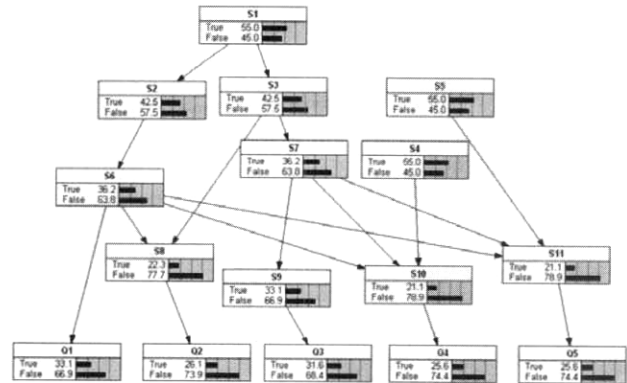 S1
True 55.0
False 45.0
S2
True 42.5
False 57.5
S3
True 42.5
False 57.5
S5
True 55.0
False 45.0
S7
True 36.2
False 63.8
S4
True 55.0
False 45.0
S6
True 36.2
False 63.8
S8
True 22.3
False 77.7
S9
True 33.1
False 66.9
S10
True 21.1
False 78.9
S11
True 21.1
False 78.9
Q1
True 33.1
False 66.9
Q2
True 26.1
False 73.9
Q3
True 31.6
False 68.4
Q4
True 25.6
False 74.4
Q5
True 25.6
False 74.4